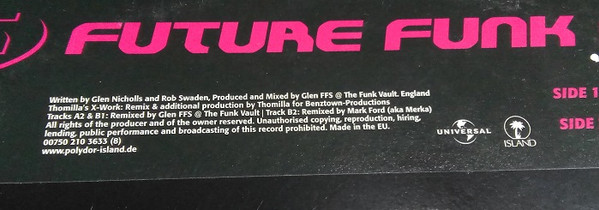 FUTURE FUNK
Written by Glen Nicholls and Rob Swaden, Produced and Mixed by Glen FFS @ The Funk Vault. England
Thomilla's X-Work: Remix & additional production by Thomilla for Benztown-Productions
Tracks A2 & B1: Remixed by Glen FFS @ The Funk Vault | Track B2: Remixed by Mark Ford (aka Merka)
All rights of the producer and of the owner reserved. Unauthorised copying, reproduction, hiring,
lending, public performance and broadcasting of this record prohibited. Made in the EU.
00750 210 3633 (8)
www.polydor-island.de
UNIVERSAL
ISLAND
SIDE 1
SIDE